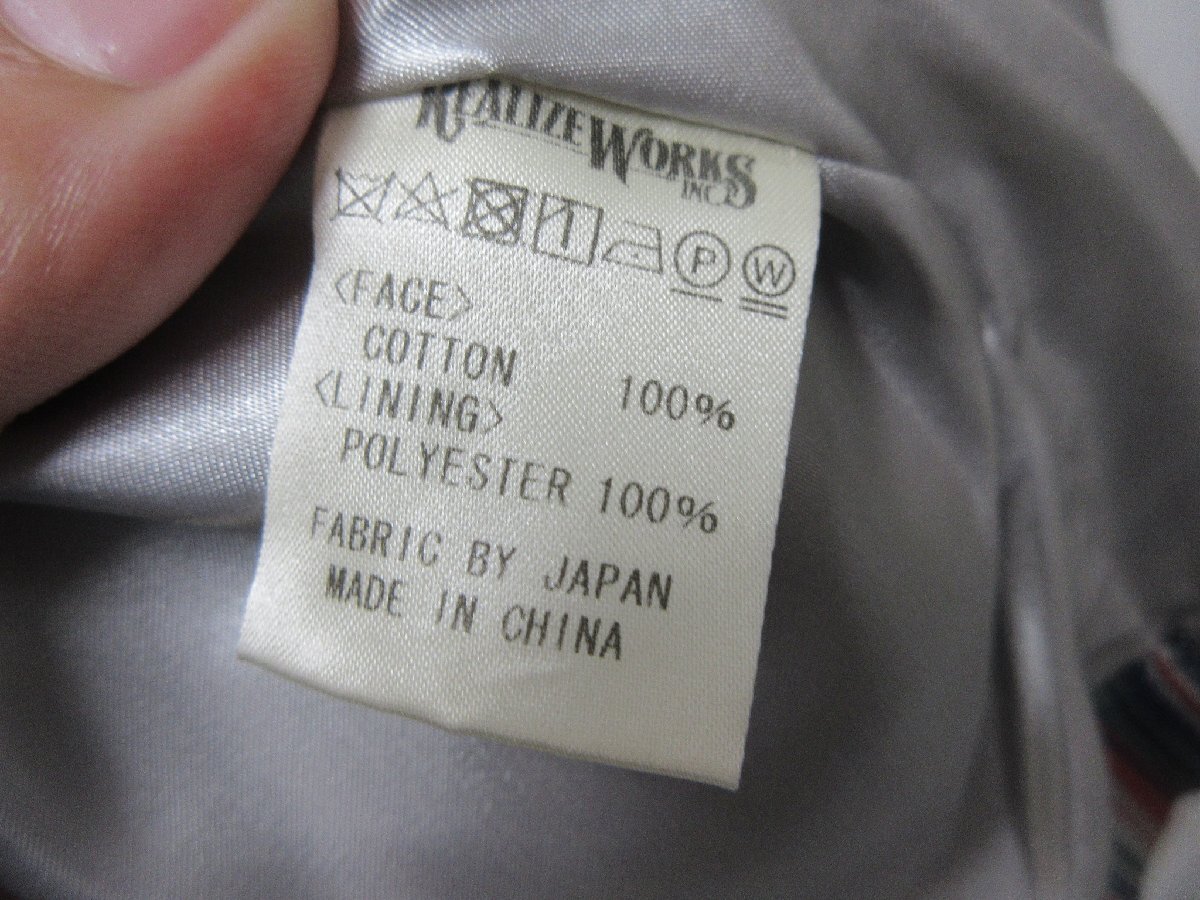 REALIZE WORKS
INC.
P W
<FACE>
COTTON 100%
<LINING>
POLYESTER 100%
FABRIC BY JAPAN
MADE IN CHINA